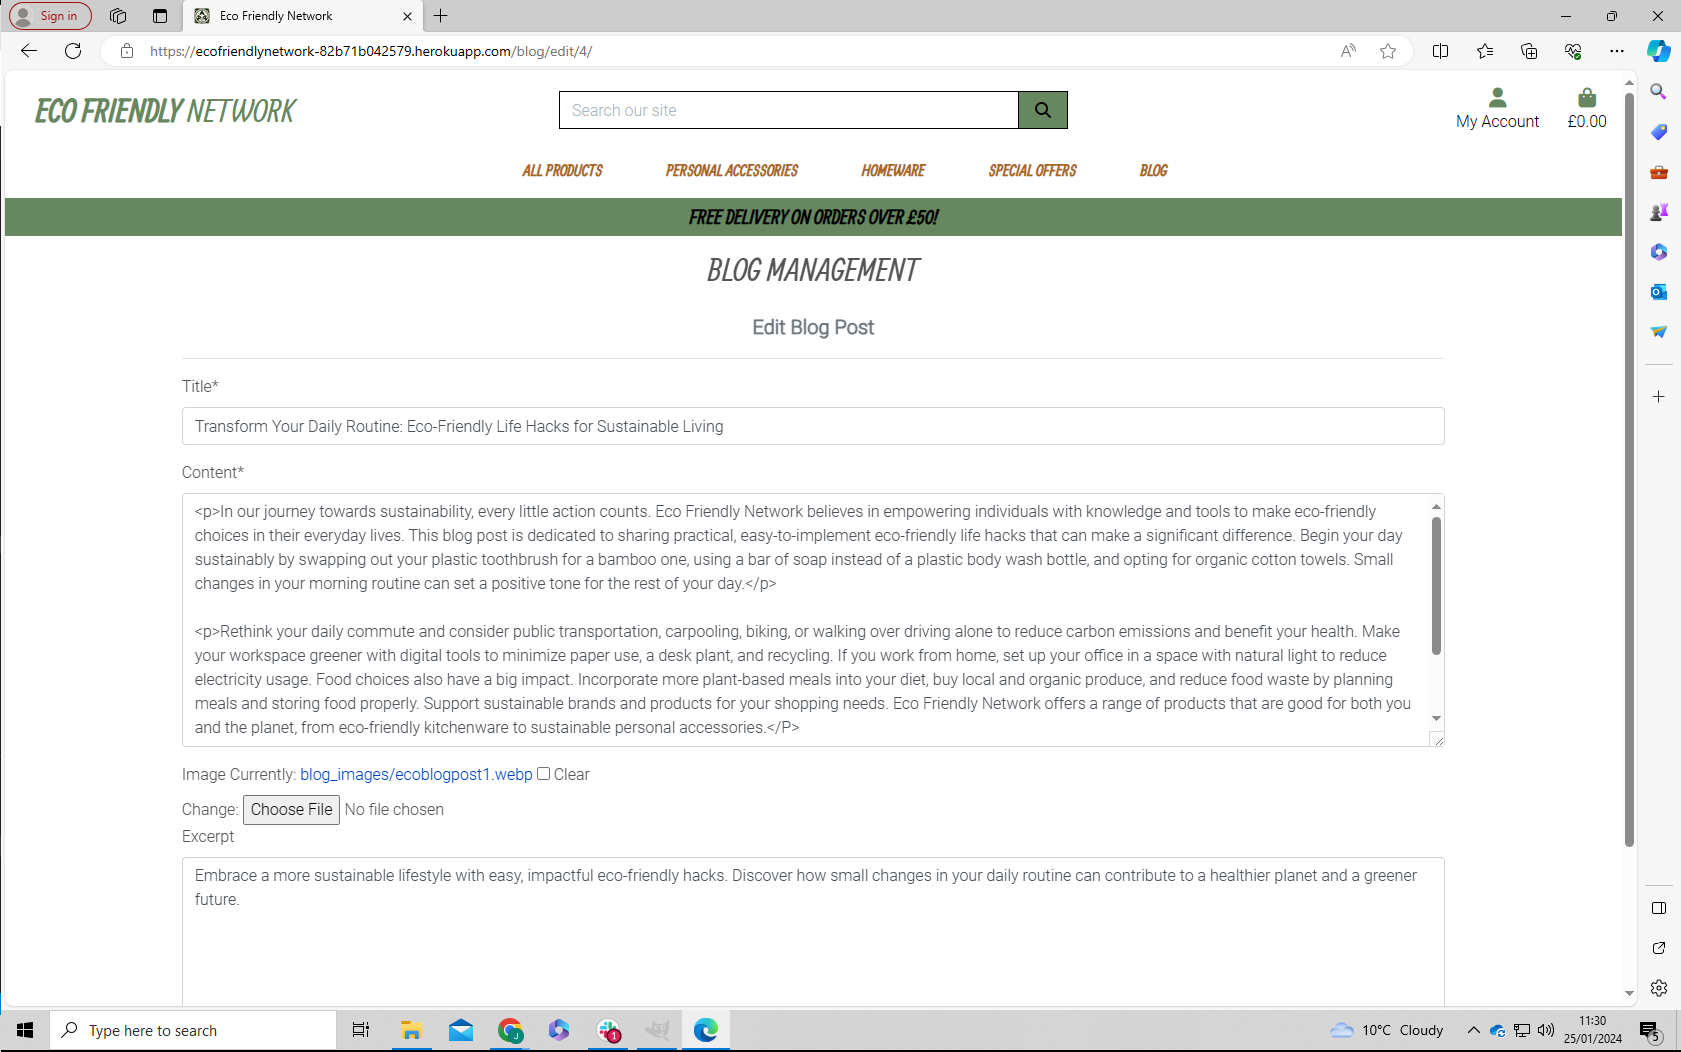 Sign in
Eco Friendly Network
https://ecofriendlynetwork-82b71b042579.herokuapp.com/blog/edit/4/
ECO FRIENDLY NETWORK
Search our site
My Account
£0.00
ALL PRODUCTS
PERSONAL ACCESSORIES
HOMEWARE
SPECIAL OFFERS
BLOG
FREE DELIVERY ON ORDERS OVER £50!
BLOG MANAGEMENT
Edit Blog Post
Title*
Transform Your Daily Routine: Eco-Friendly Life Hacks for Sustainable Living
Content*
<p>In our journey towards sustainability, every little action counts. Eco Friendly Network believes in empowering individuals with knowledge and tools to make eco-friendly
choices in their everyday lives. This blog post is dedicated to sharing practical, easy-to-implement eco-friendly life hacks that can make a significant difference. Begin your day
sustainably by swapping out your plastic toothbrush for a bamboo one, using a bar of soap instead of a plastic body wash bottle, and opting for organic cotton towels. Small
changes in your morning routine can set a positive tone for the rest of your day.</p>
<p>Rethink your daily commute and consider public transportation, carpooling, biking, or walking over driving alone to reduce carbon emissions and benefit your health. Make
your workspace greener with digital tools to minimize paper use, a desk plant, and recycling. If you work from home, set up your office in a space with natural light to reduce
electricity usage. Food choices also have a big impact. Incorporate more plant-based meals into your diet, buy local and organic produce, and reduce food waste by planning
meals and storing food properly. Support sustainable brands and products for your shopping needs. Eco Friendly Network offers a range of products that are good for both you
and the planet, from eco-friendly kitchenware to sustainable personal accessories.</P>
Image Currently: blog_images/ecoblogpost1.webp Clear
Change: Choose File No file chosen
Excerpt
Embrace a more sustainable lifestyle with easy, impactful eco-friendly hacks. Discover how small changes in your daily routine can contribute to a healthier planet and a greener
future.
Type here to search
J
1
10°C Cloudy
11:30
25/01/2024
5